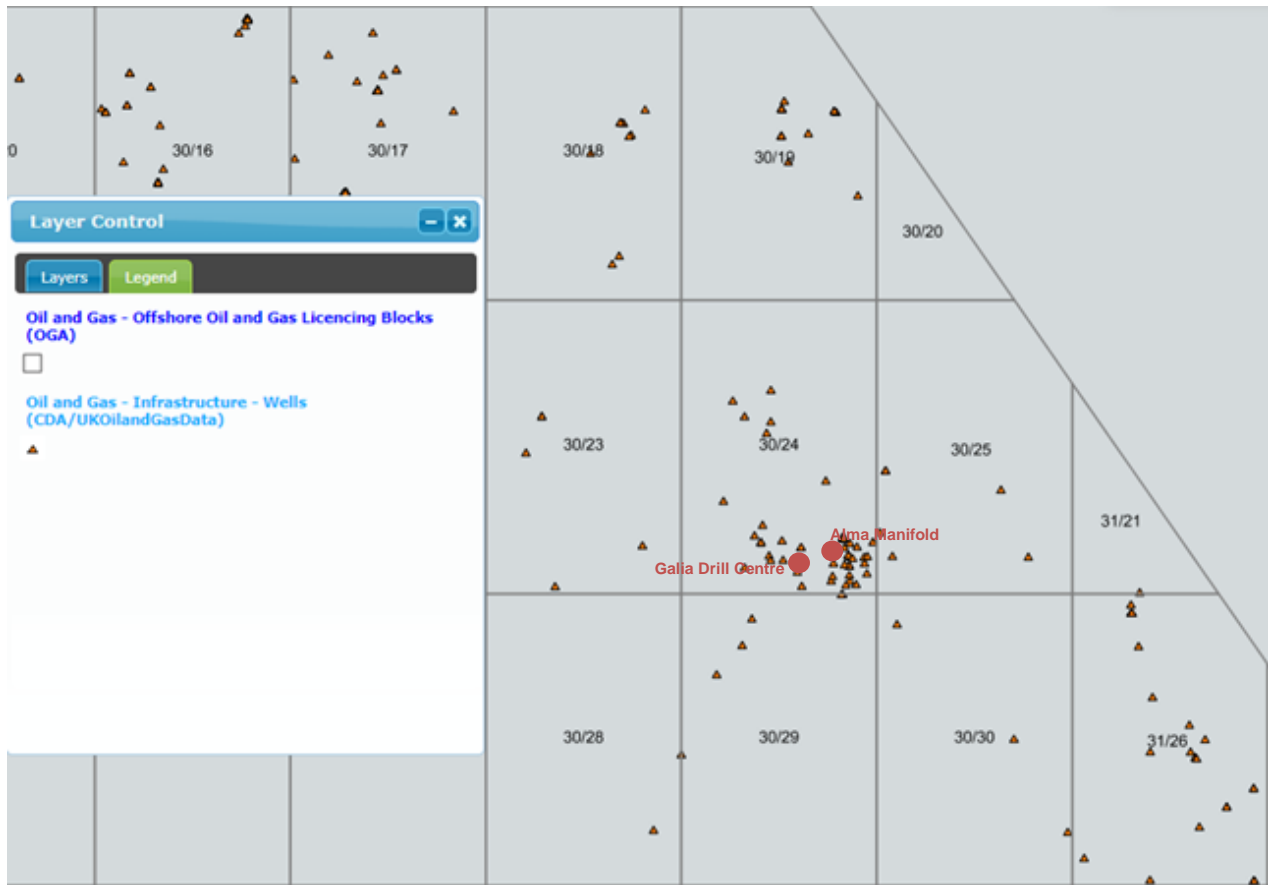 30/16
30/17
30/18
30/19
30/20
Layer Control
Layers
Legend
Oil and Gas - Offshore Oil and Gas Licencing Blocks
(OGA)
Oil and Gas - Infrastructure - Wells
(CDA/UKOilandGasData)
30/23
30/24
30/25
31/21
Alma Manifold
Galia Drill Centre
30/28
30/29
30/30
31/26